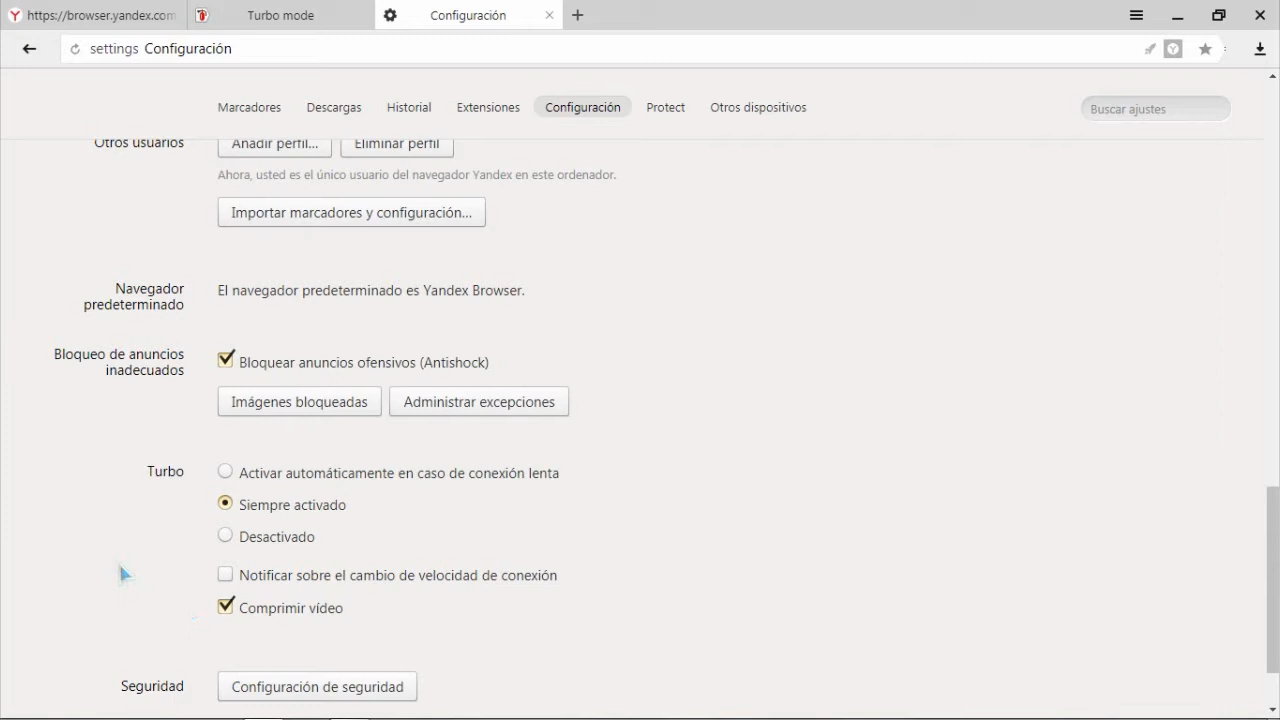 https://browser.yandex.com
Turbo mode
Configuración
settings Configuración
Marcadores
Descargas
Historial
Extensiones
Configuración
Protect
Otros dispositivos
Buscar ajustes
Otros usuarios
Añadir perfil...
Eliminar perfil
Ahora, usted es el único usuario del navegador Yandex en este ordenador.
Importar marcadores y configuración...
Navegador
predeterminado
El navegador predeterminado es Yandex Browser.
Bloqueo de anuncios
inadecuados
Bloquear anuncios ofensivos (Antishock)
Imágenes bloqueadas
Administrar excepciones
Turbo
Activar automáticamente en caso de conexión lenta
Siempre activado
Desactivado
Notificar sobre el cambio de velocidad de conexión
Comprimir vídeo
Seguridad
Configuración de seguridad